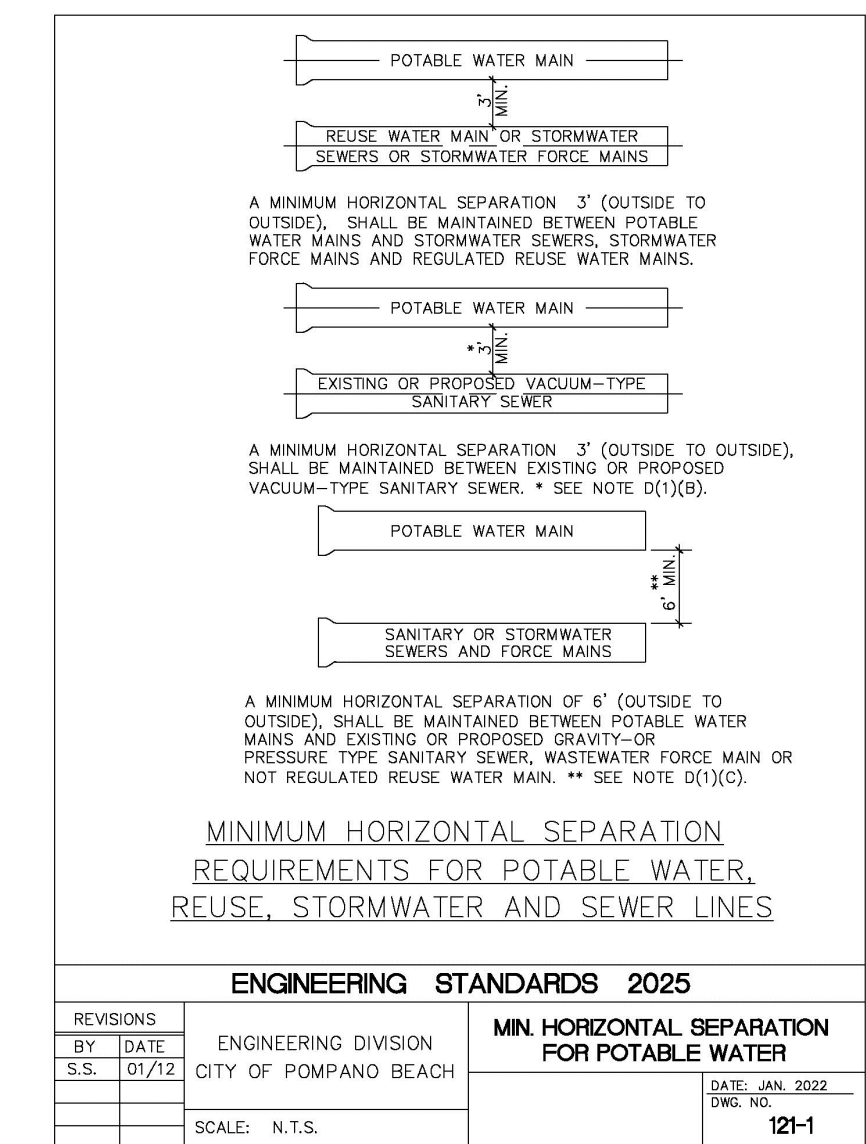 POTABLE WATER MAIN
3' MIN.
REUSE WATER MAIN OR STORMWATER
SEWERS OR STORMWATER FORCE MAINS
A MINIMUM HORIZONTAL SEPARATION 3' (OUTSIDE TO
OUTSIDE), SHALL BE MAINTAINED BETWEEN POTABLE
WATER MAINS AND STORMWATER SEWERS, STORMWATER
FORCE MAINS AND REGULATED REUSE WATER MAINS.
POTABLE WATER MAIN
* 3' MIN.
EXISTING OR PROPOSED VACUUM-TYPE
SANITARY SEWER
A MINIMUM HORIZONTAL SEPARATION 3' (OUTSIDE TO OUTSIDE),
SHALL BE MAINTAINED BETWEEN EXISTING OR PROPOSED
VACUUM-TYPE SANITARY SEWER. * SEE NOTE D(1)(B).
POTABLE WATER MAIN
** 6' MIN.
SANITARY OR STORMWATER
SEWERS AND FORCE MAINS
A MINIMUM HORIZONTAL SEPARATION OF 6' (OUTSIDE TO
OUTSIDE), SHALL BE MAINTAINED BETWEEN POTABLE WATER
MAINS AND EXISTING OR PROPOSED GRAVITY-OR
PRESSURE TYPE SANITARY SEWER, WASTEWATER FORCE MAIN OR
NOT REGULATED REUSE WATER MAIN. ** SEE NOTE D(1)(C).
MINIMUM HORIZONTAL SEPARATION
REQUIREMENTS FOR POTABLE WATER,
REUSE, STORMWATER AND SEWER LINES
ENGINEERING STANDARDS 2025
REVISIONS
BY DATE
S.S. 01/12
ENGINEERING DIVISION
CITY OF POMPANO BEACH
SCALE: N.T.S.
MIN. HORIZONTAL SEPARATION
FOR POTABLE WATER
DATE: JAN. 2022
DWG. NO.
121-1